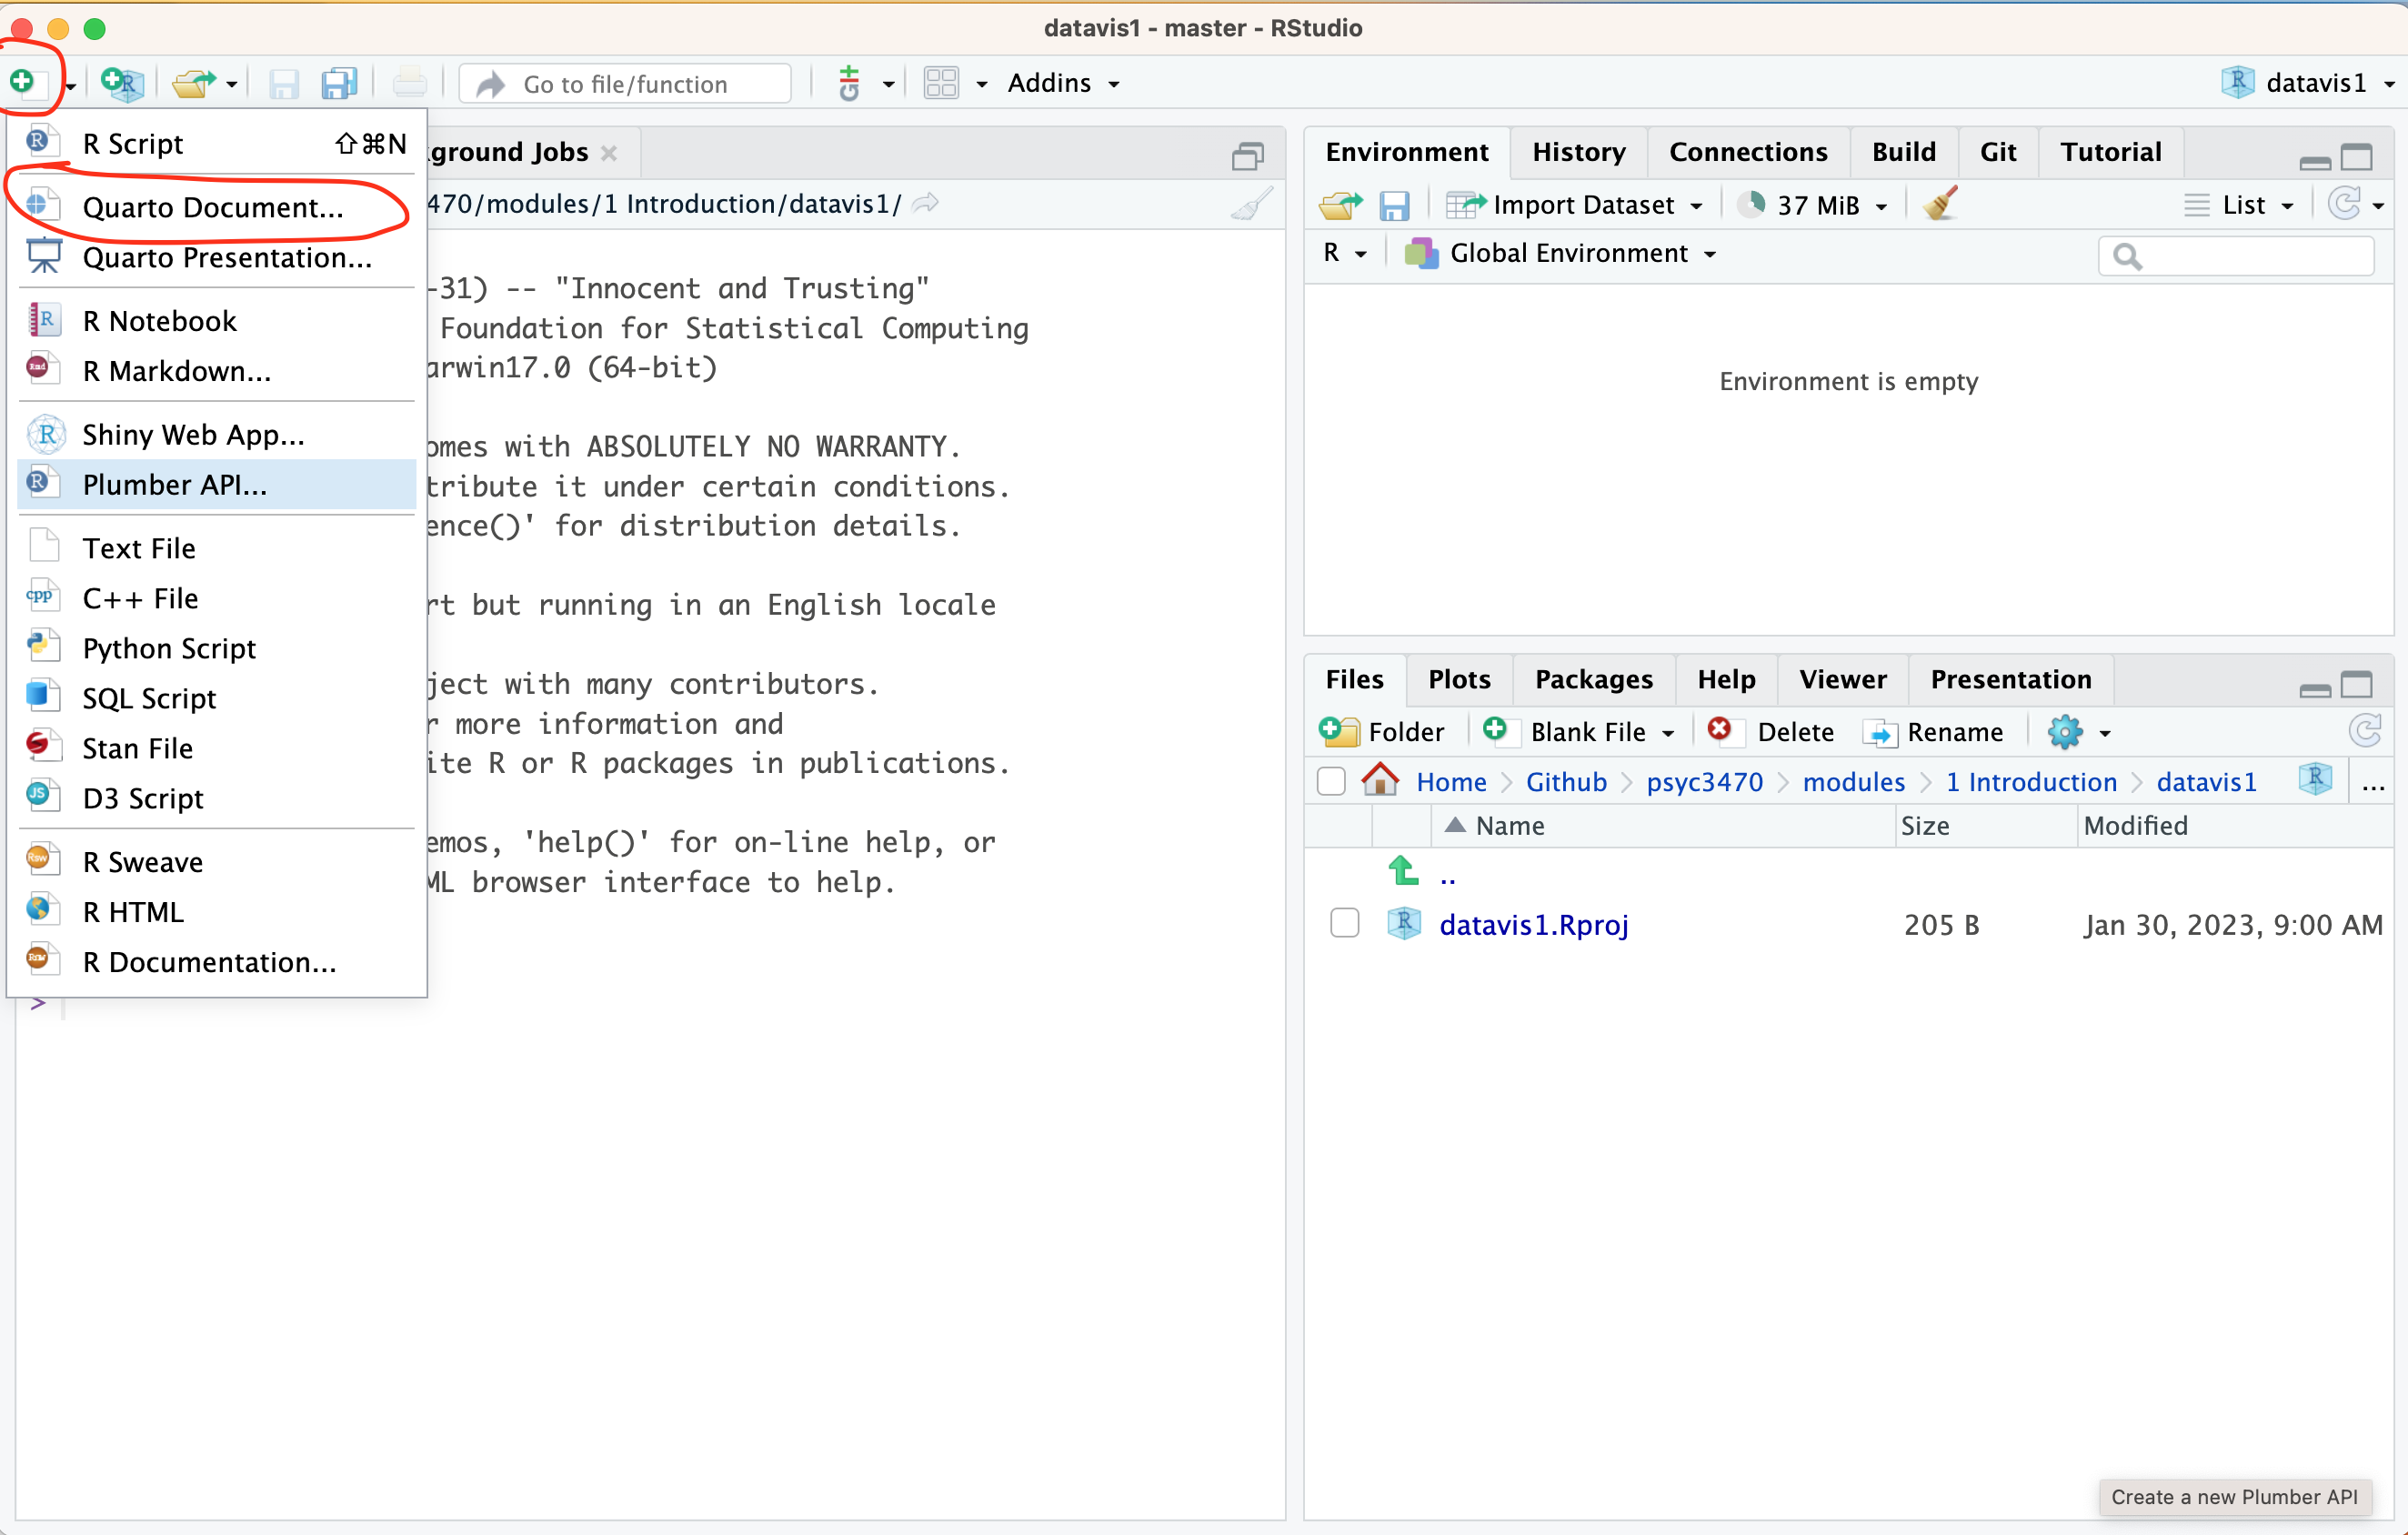 datavis1 - master - RStudio
Go to file/function
Addins
datavis1
R Script ⇧⌘N
Quarto Document...
Quarto Presentation...
R Notebook
R Markdown...
Shiny Web App...
Plumber API...
Text File
C++ File
Python Script
SQL Script
Stan File
D3 Script
R Sweave
R HTML
R Documentation...
ground Jobs
470/modules/1 Introduction/datavis1/
-31) -- "Innocent and Trusting"
Foundation for Statistical Computing
arwin17.0 (64-bit)
omes with ABSOLUTELY NO WARRANTY.
tribute it under certain conditions.
ence()' for distribution details.
rt but running in an English locale
ject with many contributors.
r more information and
ite R or R packages in publications.
emos, 'help()' for on-line help, or
ML browser interface to help.
>
Environment History Connections Build Git Tutorial
Import Dataset 37 MiB List
R Global Environment
Environment is empty
Files Plots Packages Help Viewer Presentation
Folder Blank File Delete Rename
Home Github psyc3470 modules 1 Introduction datavis1 ...
Name Size Modified
..
datavis1.Rproj 205 B Jan 30, 2023, 9:00 AM
Create a new Plumber API